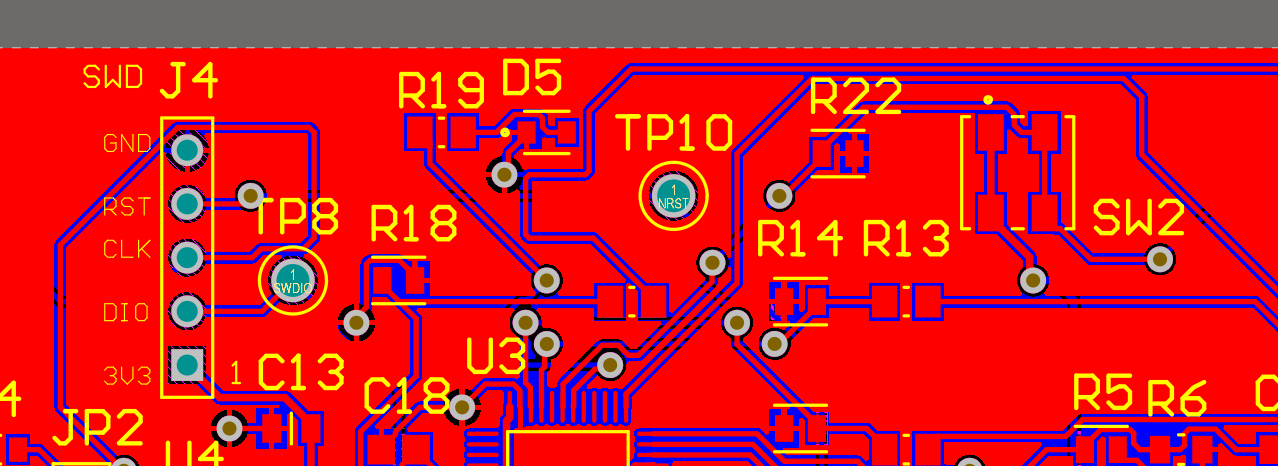 SWD J4
R19 D5
R22
TP10
GND
RST
TP8
CLK
R18
1
NRST
R14 R13
SW2
1
SWDIO
DIO
U3
3V3
1
C13
C18
R5 R6
JP2
U4